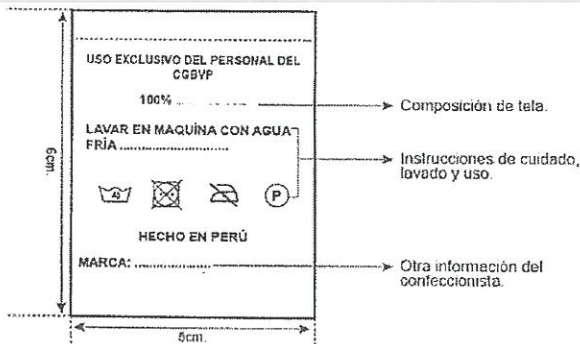 USO EXCLUSIVO DEL PERSONAL DEL
CGBVP
100% ....................
Composición de tela.
LAVAR EN MAQUINA CON AGUA
FRÍA ............................
Instrucciones de cuidado,
lavado y uso.
40
P
HECHO EN PERÚ
MARCA: ....................
Otra información del
confeccionista.
6cm.
5cm.